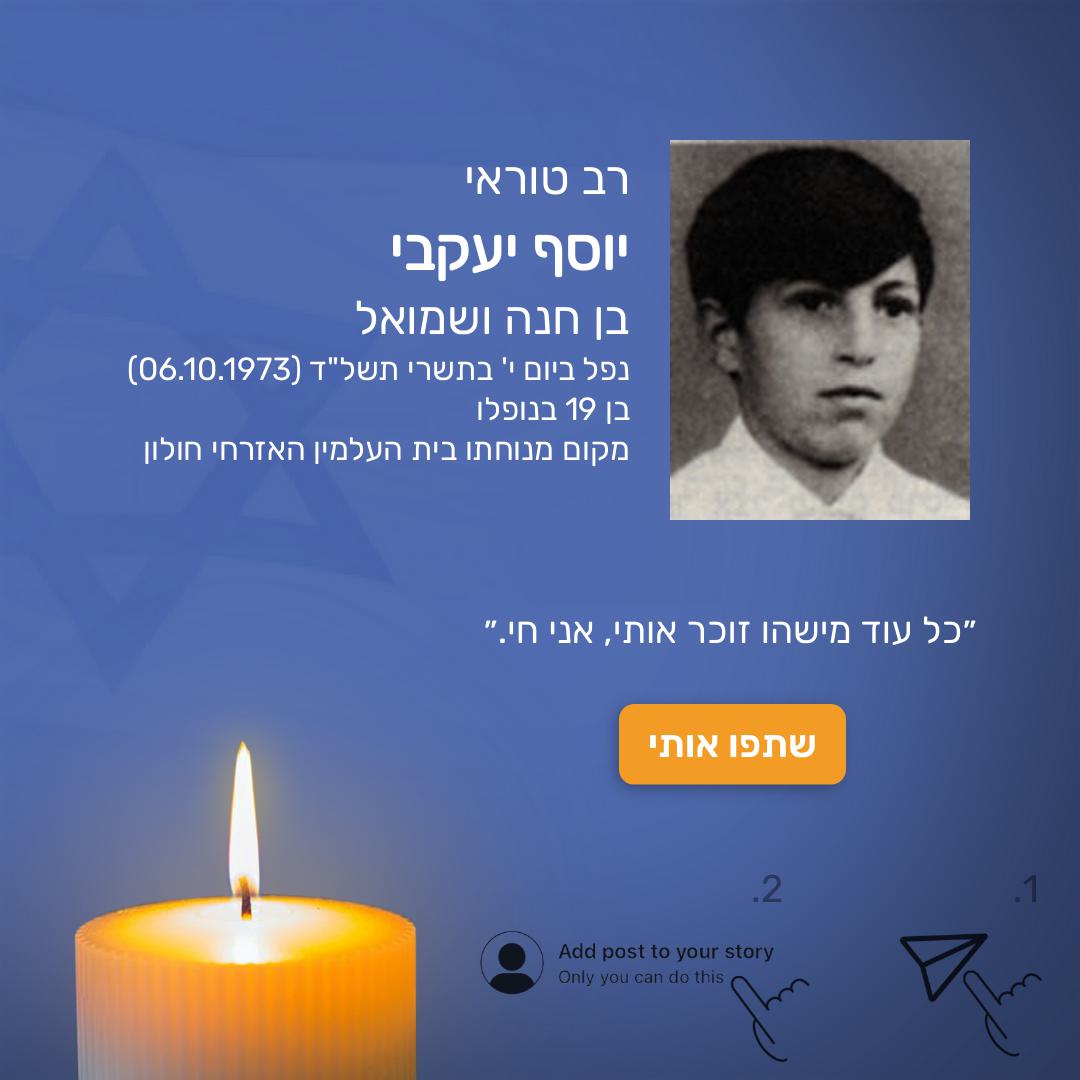 רב טוראי
יוסף יעקבי
בן חנה ושמואל
נפל ביום י' בתשרי תשל"ד (06.10.1973)
בן 19 בנופלו
מקום מנוחתו בית העלמין האזרחי חולון
״כל עוד מישהו זוכר אותי, אני חי.״
שתפו אותי
1.
2.
Add post to your story
Only you can do this